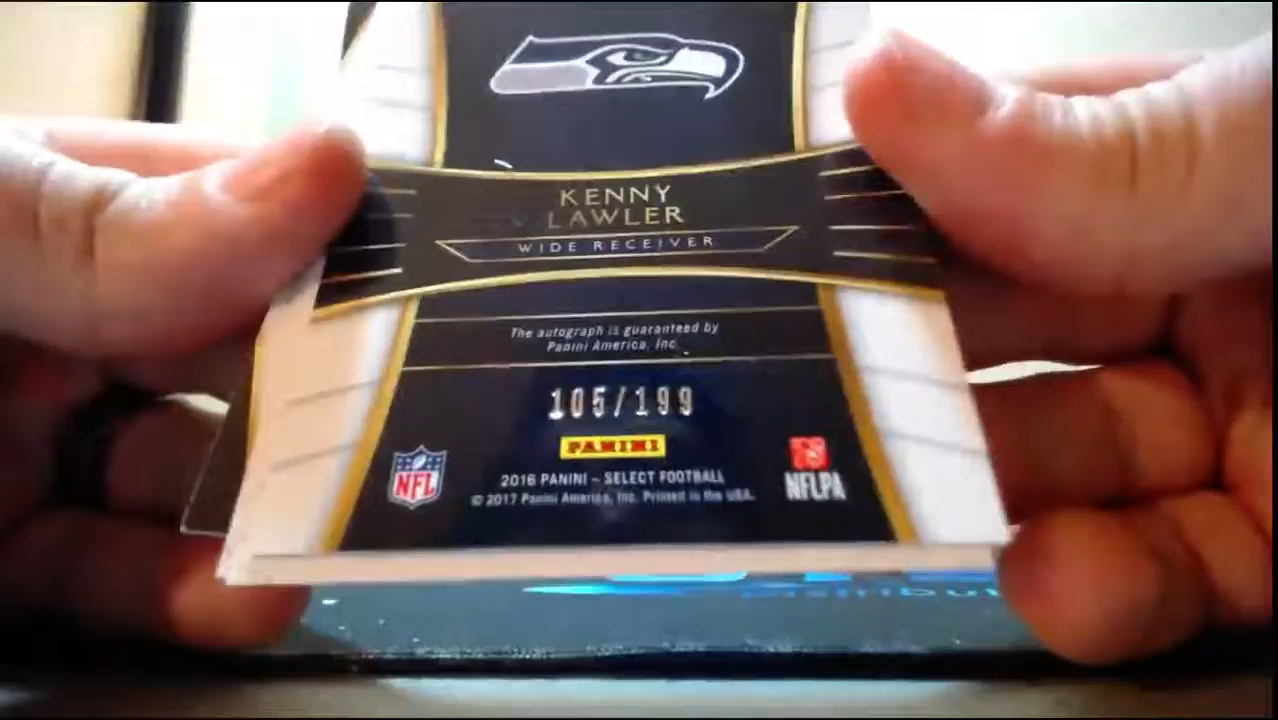 KENNY
LAWLER
WIDE RECEIVER
The autograph is guaranteed by
Panini America, Inc.
105/199
PANINI
NFL
NFLPA
2016 PANINI – SELECT FOOTBALL
© 2017 Panini America, Inc. Printed in the USA.